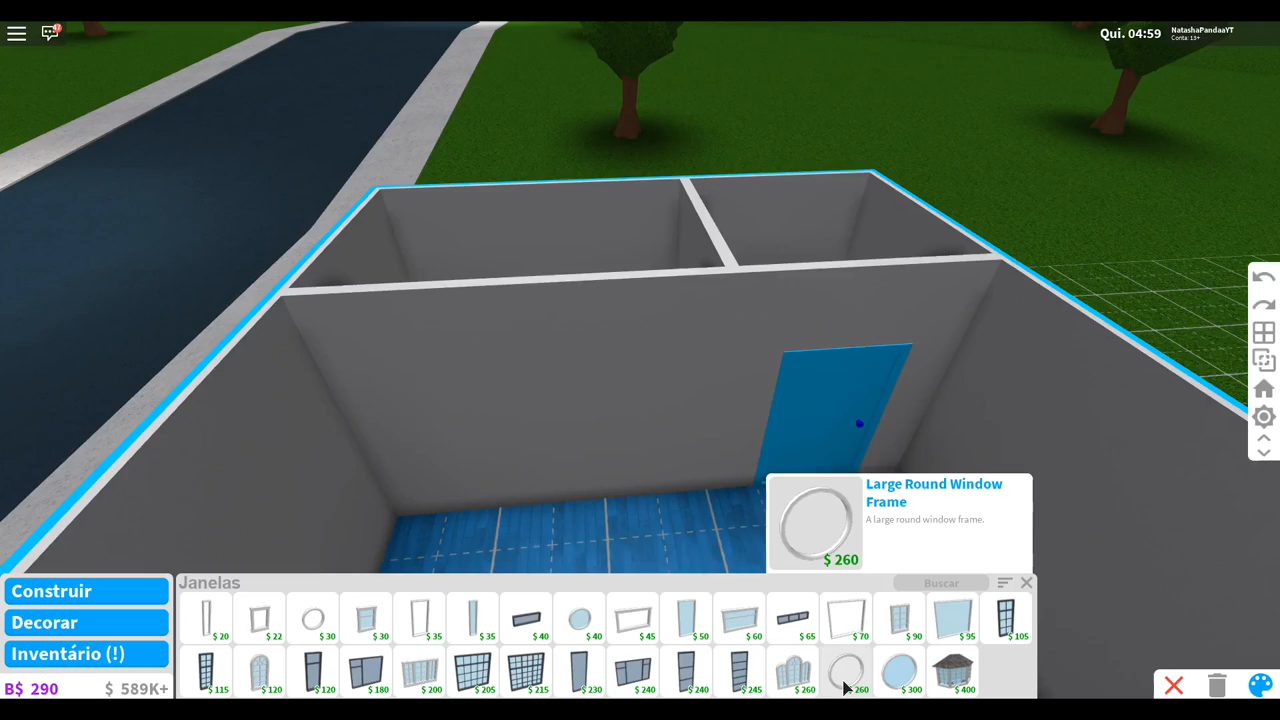 Qui. 04:59
NatashaPandaaYT
Conta: 13+
Large Round Window
Frame
A large round window frame.
$ 260
Construir
Decorar
Inventário (!)
B$ 290
$ 589K+
Janelas
Buscar
$ 20
$ 22
$ 30
$ 30
$ 35
$ 35
$ 40
$ 40
$ 45
$ 50
$ 60
$ 65
$ 70
$ 90
$ 95
$ 105
$ 115
$ 120
$ 120
$ 180
$ 200
$ 205
$ 215
$ 230
$ 240
$ 240
$ 245
$ 260
260
$ 300
$ 400